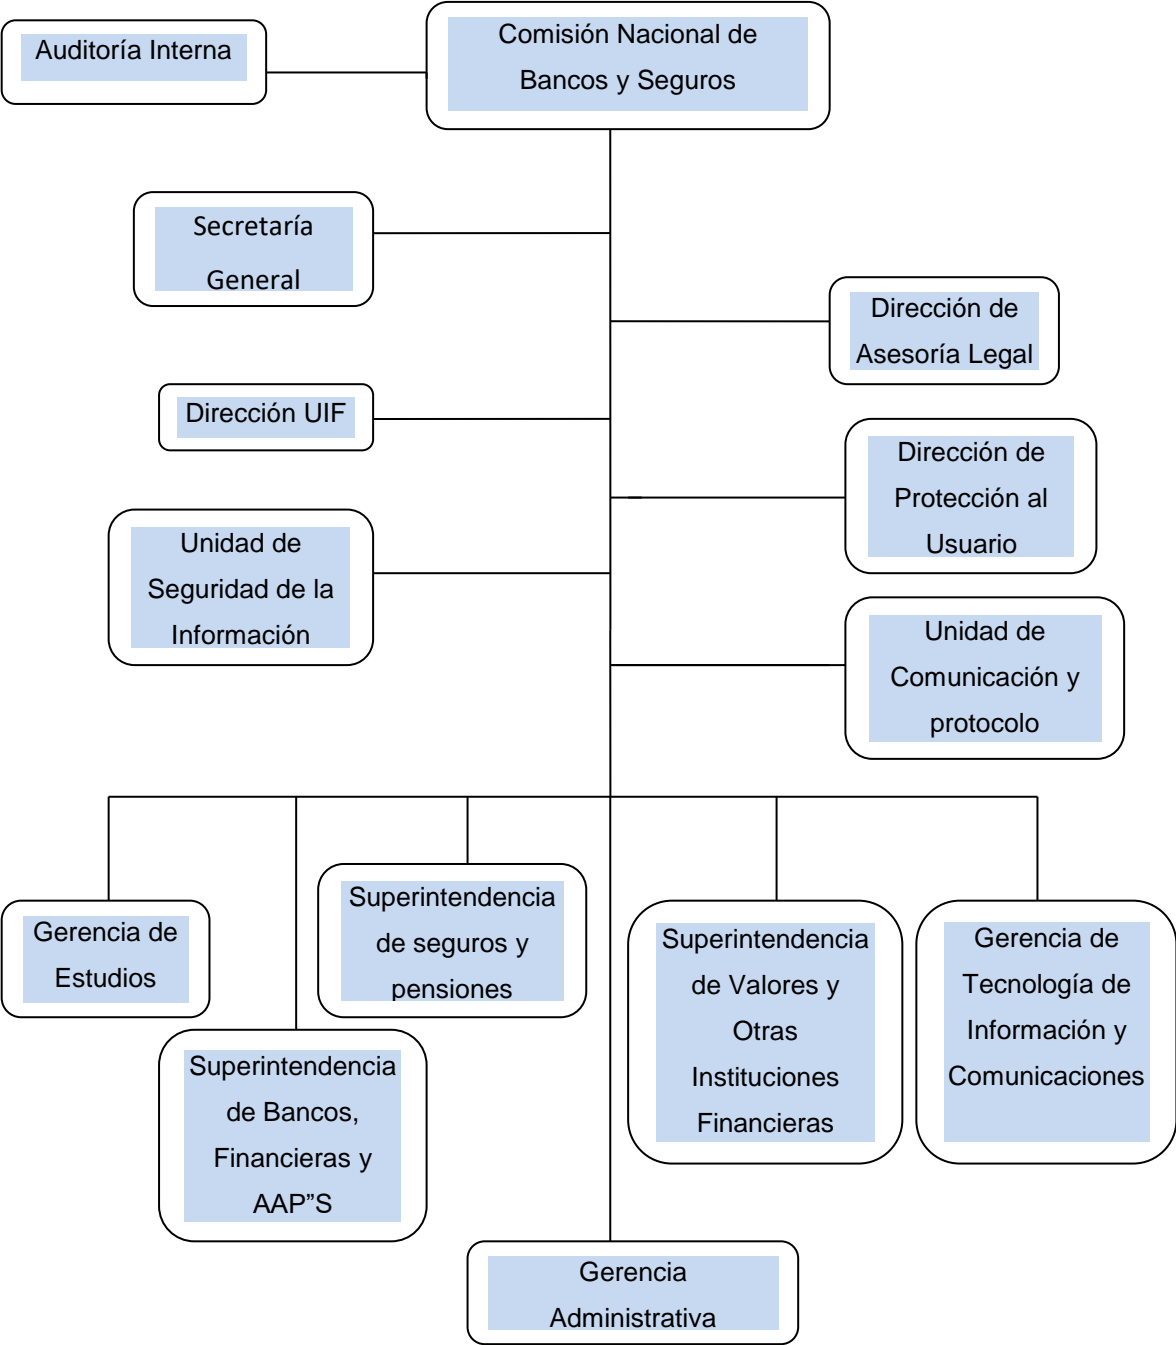 Auditoría Interna
Comisión Nacional de
Bancos y Seguros
Secretaría
General
Dirección de
Asesoría Legal
Dirección UIF
Dirección de
Protección al
Usuario
Unidad de
Seguridad de la
Información
Unidad de
Comunicación y
protocolo
Gerencia de
Estudios
Superintendencia
de Bancos,
Financieras y
AAP”S
Superintendencia
de seguros y
pensiones
Superintendencia
de Valores y
Otras
Instituciones
Financieras
Gerencia de
Tecnología de
Información y
Comunicaciones
Gerencia
Administrativa